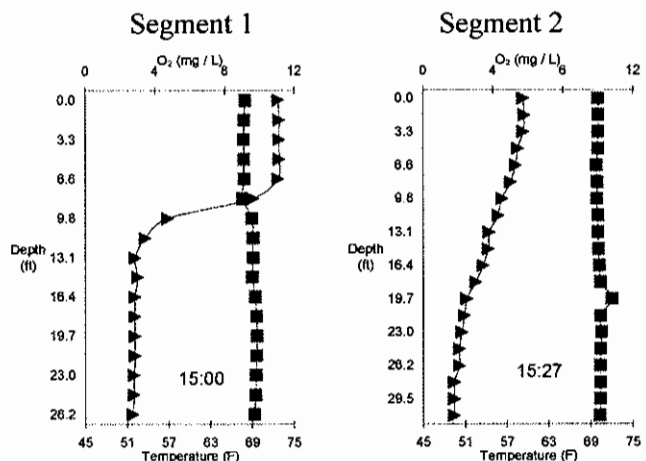 Segment 1
O₂ (mg / L)
0 4 8 12
0.0
3.3
6.6
9.8
Depth
(ft)
13.1
16.4
19.7
23.0
26.2
15:00
45 51 57 63 69 75
Temperature (F)
Segment 2
O₂ (mg / L)
0 4 8 12
0.0
3.3
6.6
9.8
Depth
(ft)
13.1
16.4
19.7
23.0
26.2
29.5
15:27
45 51 57 63 69 75
Temperature (F)